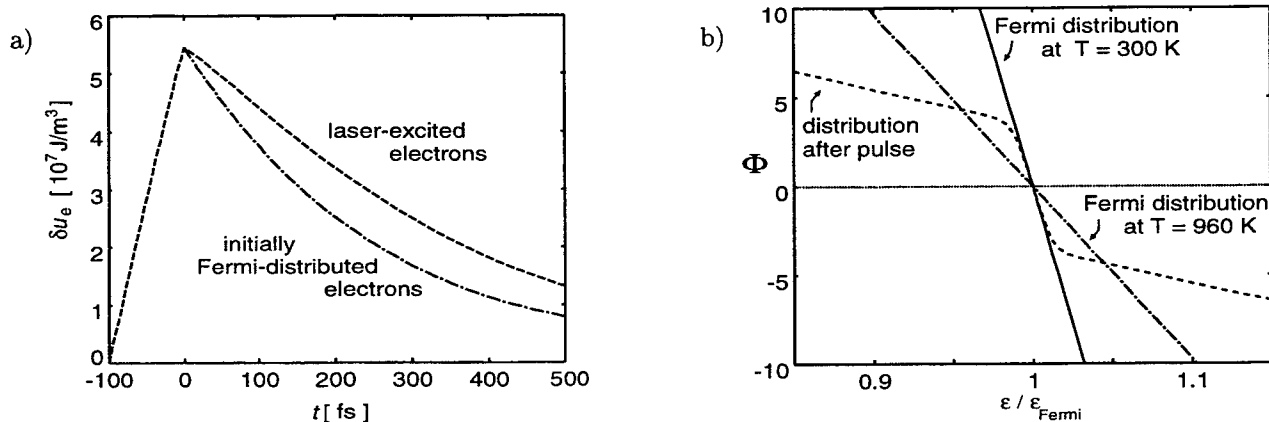 a)
6
5
4
3
2
1
0
-100
0
100
200
300
400
500
δu_e [ 10^7 J/m^3 ]
t [ fs ]
laser-excited
electrons
initially
Fermi-distributed
electrons
b)
10
5
0
-5
-10
Φ
0.9
1
1.1
ε / ε_Fermi
Fermi distribution
at T = 300 K
distribution
after pulse
Fermi distribution
at T = 960 K